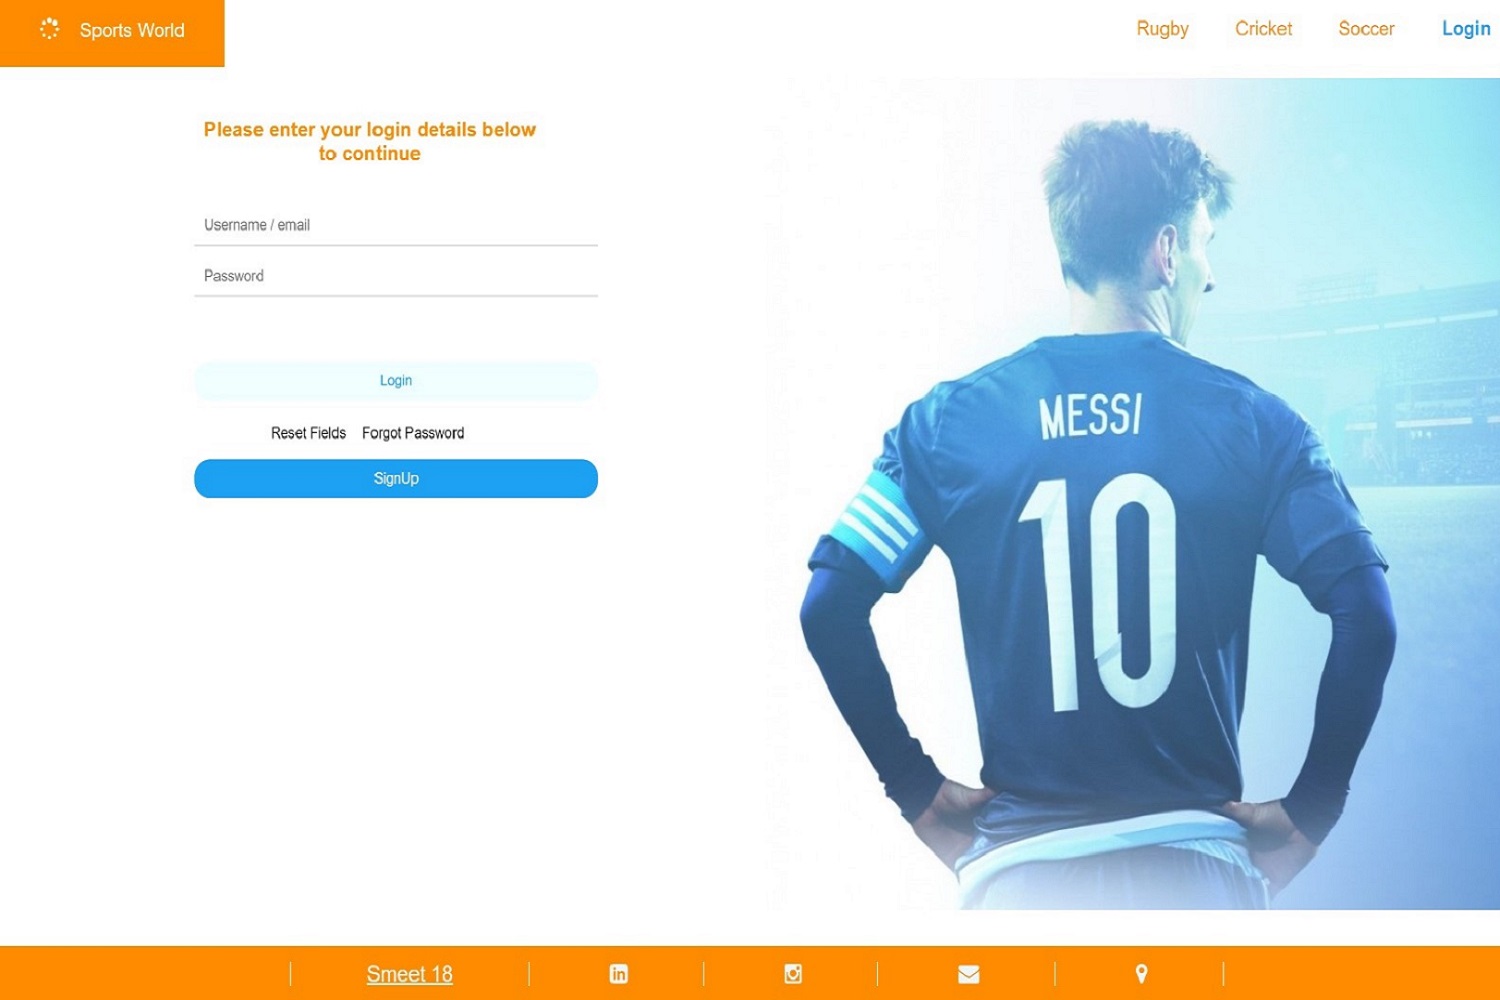 Sports World
Rugby
Cricket
Soccer
Login
Please enter your login details below
to continue
Username / email
Password
Login
Reset Fields
Forgot Password
SignUp
MESSI
10
Smeet 18
in